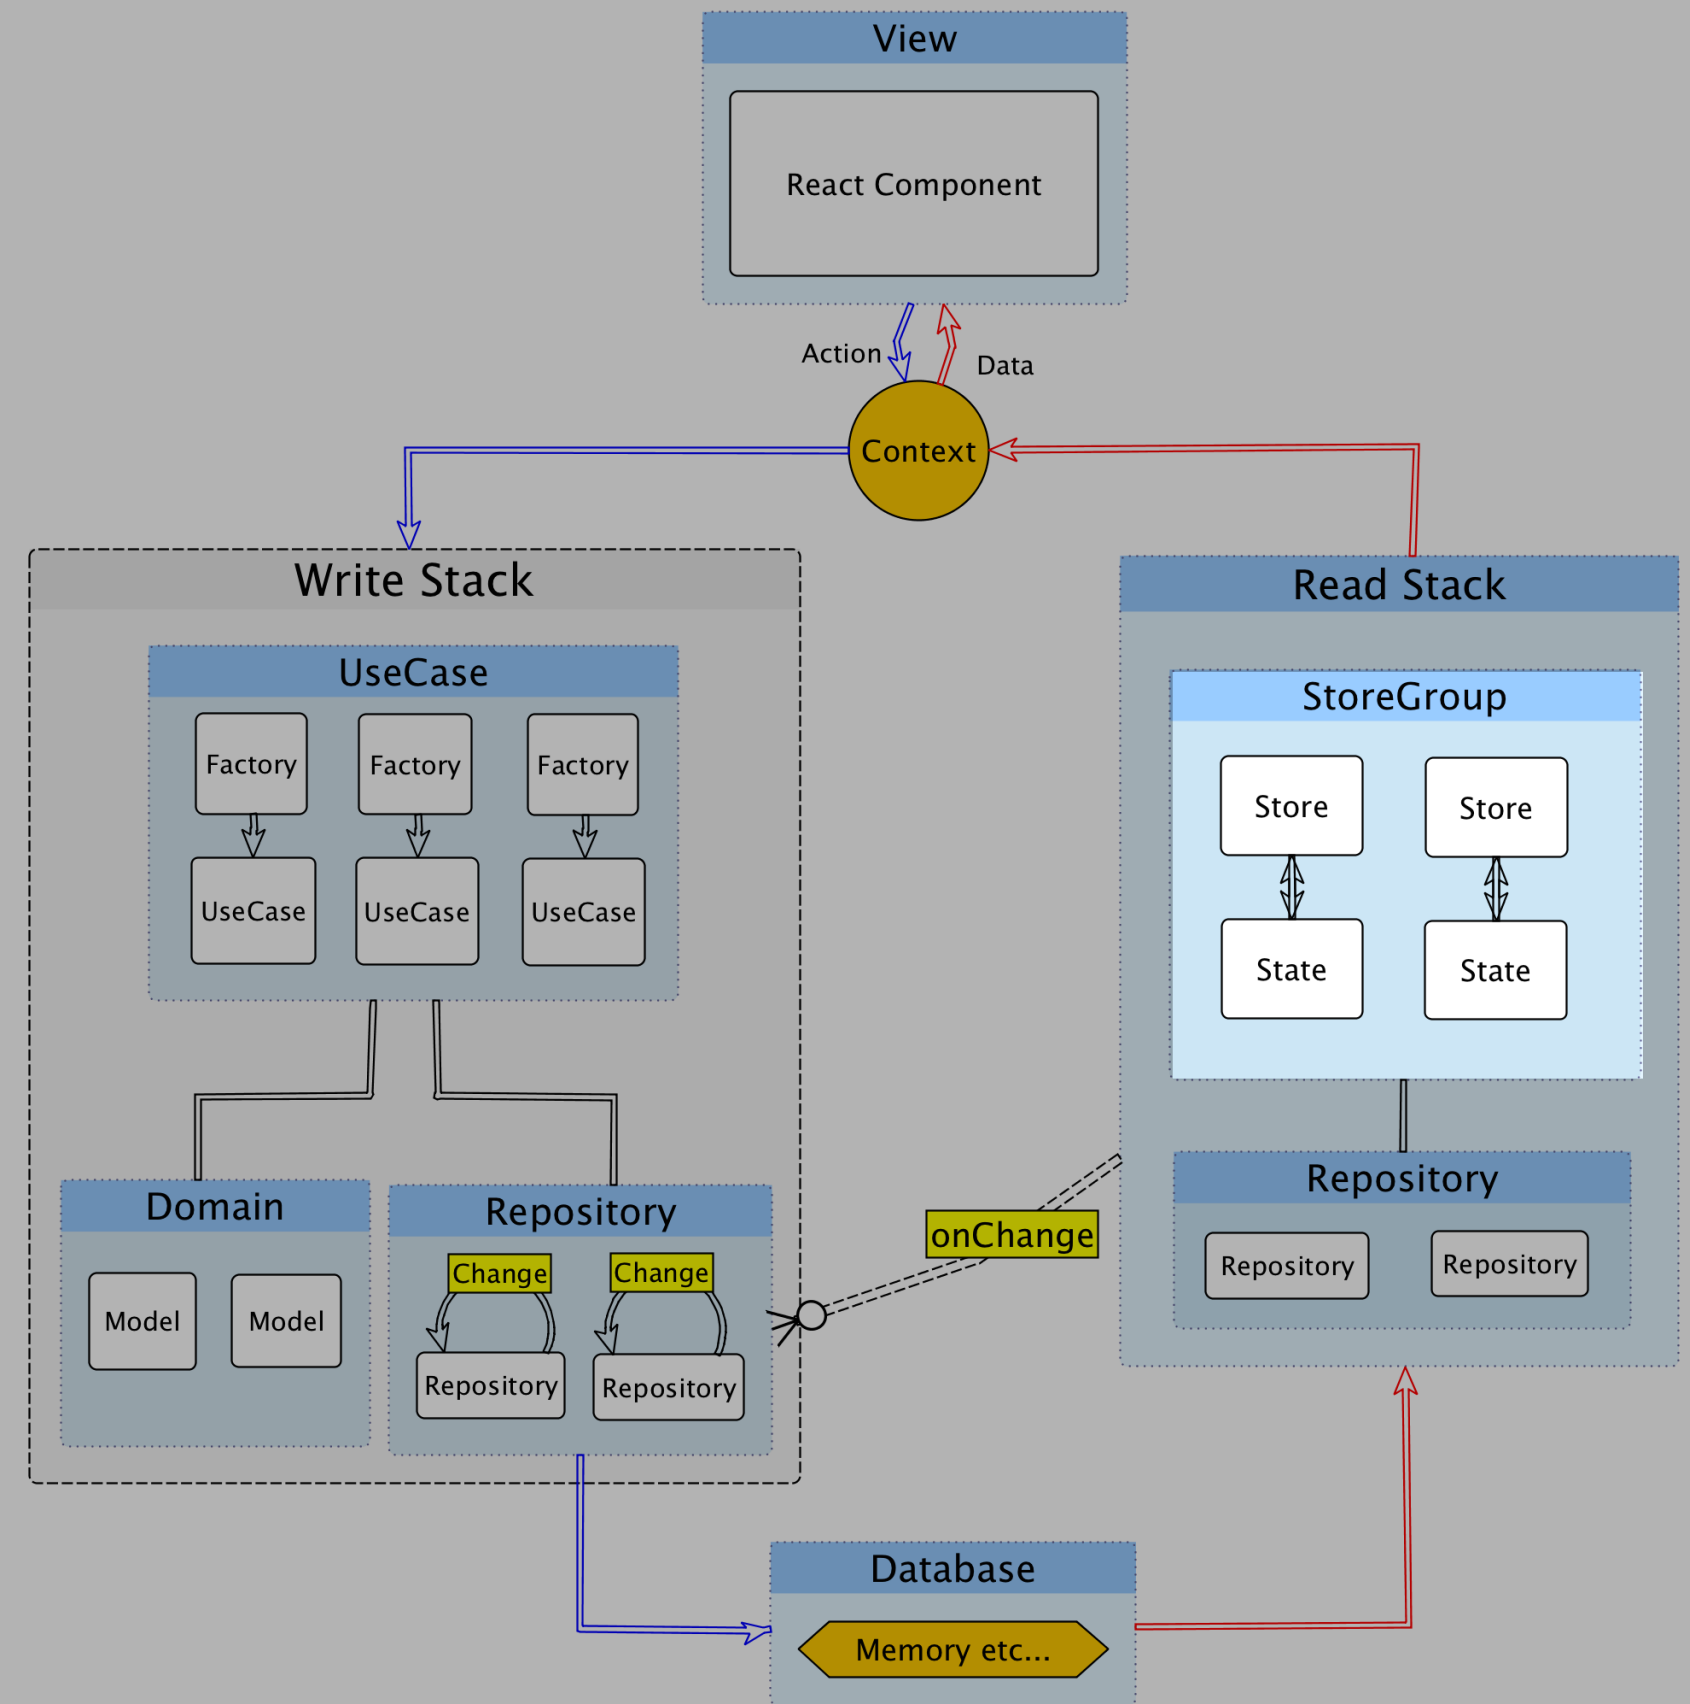 View
React Component
Action
Data
Context
Write Stack
UseCase
Factory
Factory
Factory
UseCase
UseCase
UseCase
Domain
Model
Model
Repository
Change
Change
Repository
Repository
onChange
Read Stack
StoreGroup
Store
Store
State
State
Repository
Repository
Repository
Database
Memory etc...